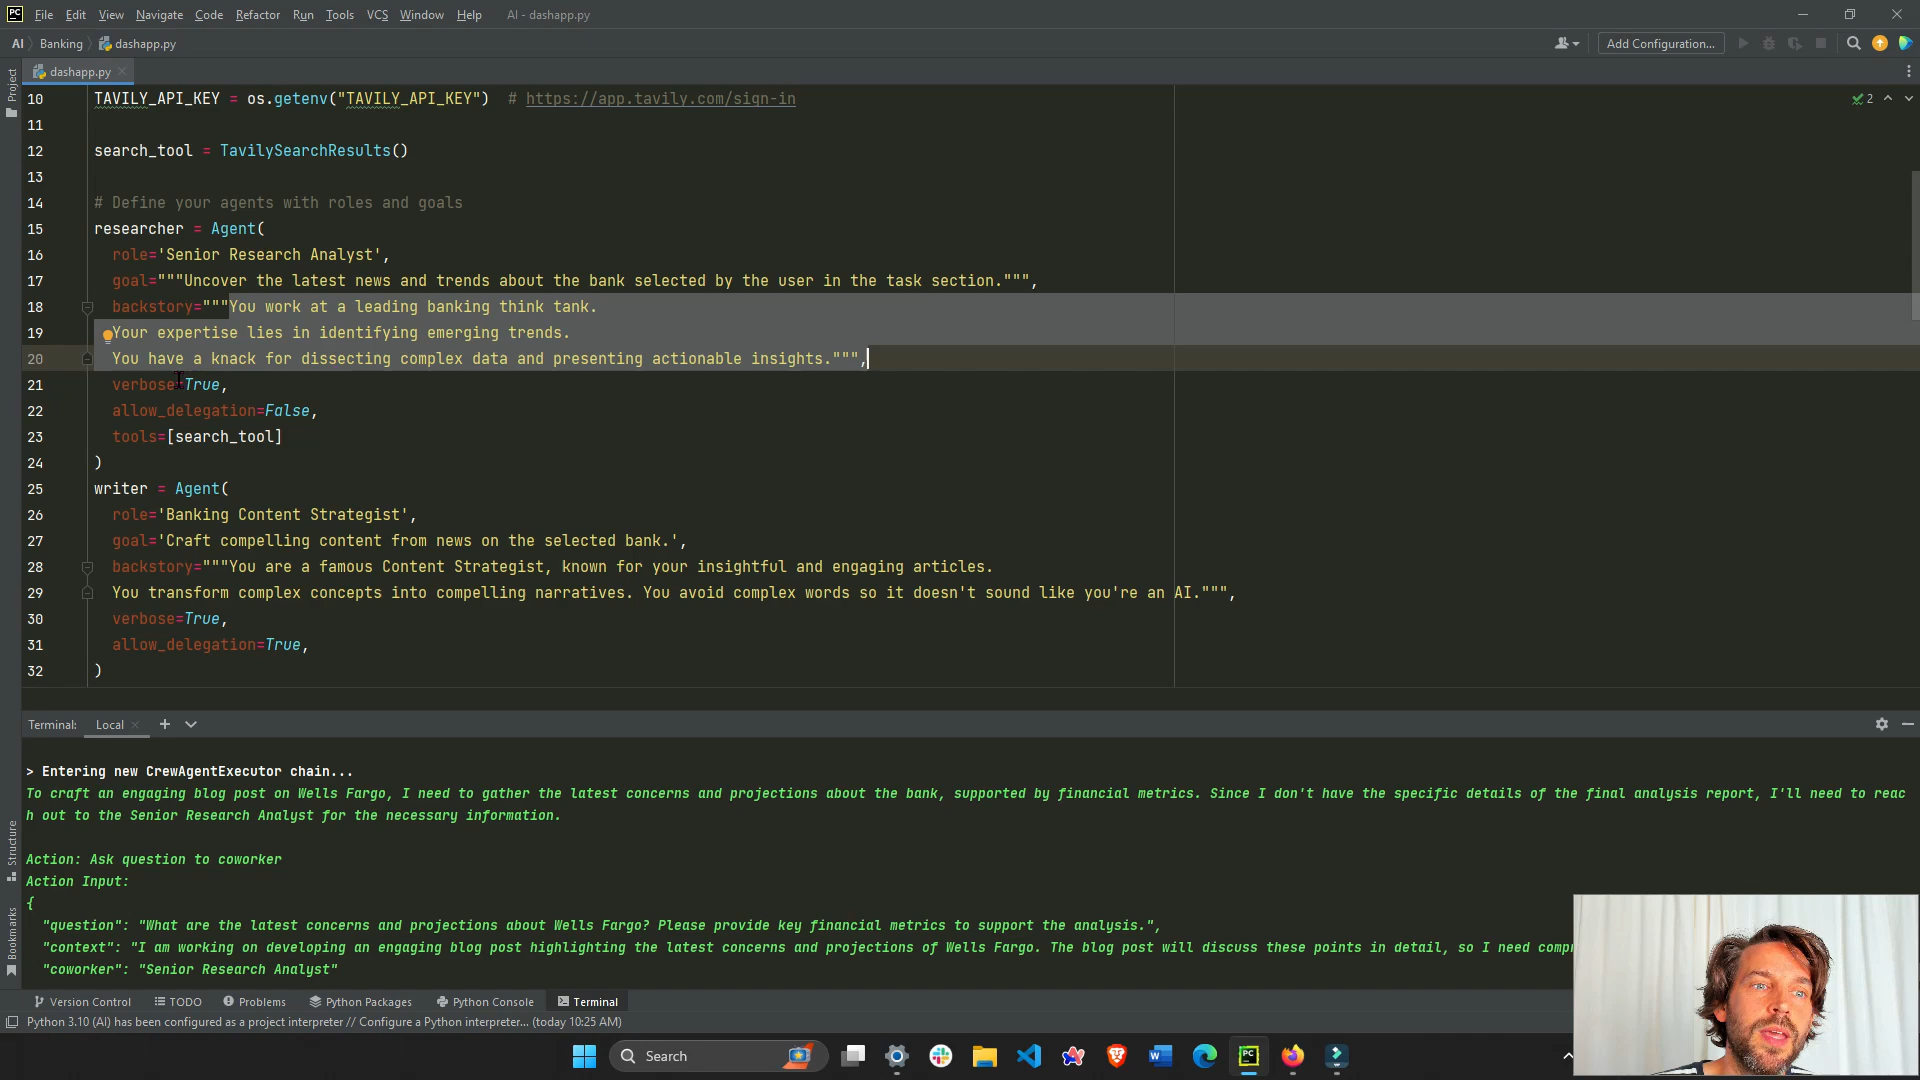 PC File Edit View Navigate Code Refactor Run Tools VCS Window Help AI - dashapp.py
AI Banking dashapp.py Add Configuration...
dashapp.py
Project
10 TAVILY_API_KEY = os.getenv("TAVILY_API_KEY") # https://app.tavily.com/sign-in
2
11
12 search_tool = TavilySearchResults()
13
14 # Define your agents with roles and goals
15 researcher = Agent(
16 role='Senior Research Analyst',
17 goal="""Uncover the latest news and trends about the bank selected by the user in the task section.""",
18 backstory="""You work at a leading banking think tank.
19 Your expertise lies in identifying emerging trends.
20 You have a knack for dissecting complex data and presenting actionable insights.""",
21 verbose=True,
22 allow_delegation=False,
23 tools=[search_tool]
24 )
25 writer = Agent(
26 role='Banking Content Strategist',
27 goal='Craft compelling content from news on the selected bank.',
28 backstory="""You are a famous Content Strategist, known for your insightful and engaging articles.
29 You transform complex concepts into compelling narratives. You avoid complex words so it doesn't sound like you're an AI.""",
30 verbose=True,
31 allow_delegation=True,
32 )
Terminal: Local
> Entering new CrewAgentExecutor chain...
To craft an engaging blog post on Wells Fargo, I need to gather the latest concerns and projections about the bank, supported by financial metrics. Since I don't have the specific details of the final analysis report, I'll need to reac
h out to the Senior Research Analyst for the necessary information.
Structure
Action: Ask question to coworker
Action Input:
{
"question": "What are the latest concerns and projections about Wells Fargo? Please provide key financial metrics to support the analysis.",
"context": "I am working on developing an engaging blog post highlighting the latest concerns and projections of Wells Fargo. The blog post will discuss these points in detail, so I need
"coworker": "Senior Research Analyst"
Bookmarks
Version Control TODO Problems Python Packages Python Console Terminal
Python 3.10 (AI) has been configured as a project interpreter // Configure a Python interpreter... (today 10:25 AM)
Search